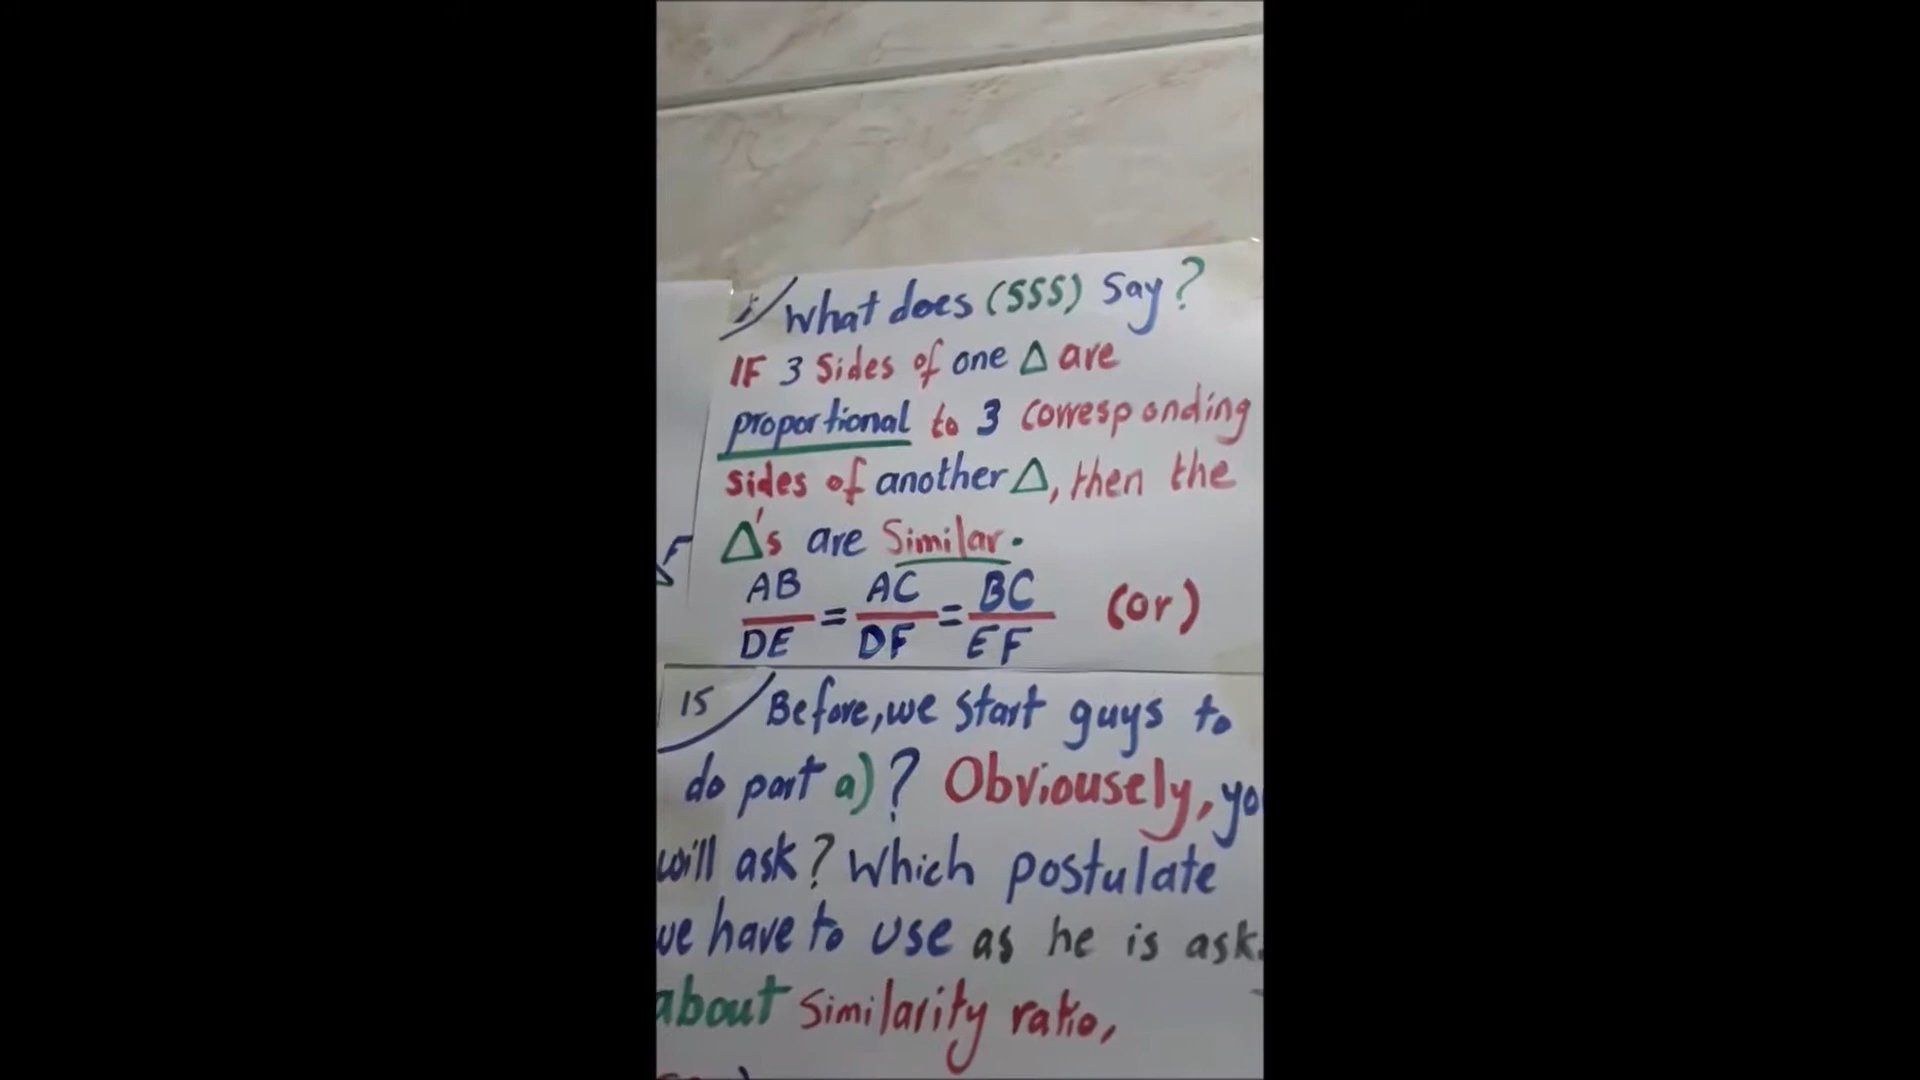 What does (SSS) Say?
IF 3 Sides of one Δ are
proportional to 3 corresponding
sides of another Δ, then the
Δ's are Similar.
AB/DE = AC/DF = BC/EF (or)
15 Before, we start guys to
do part a)? Obviousely, yo
will ask? Which postulate
we have to use as he is ask.
about similarity ratio,
F